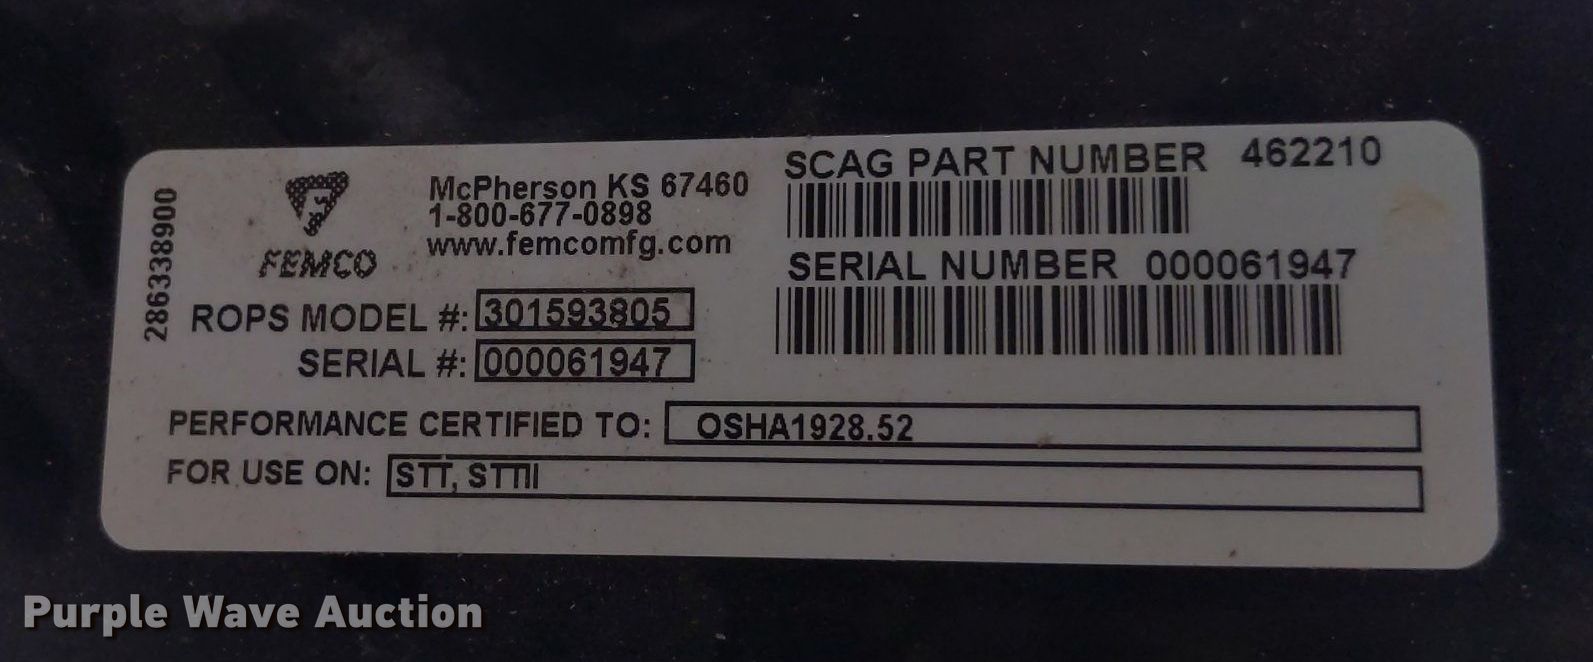 286338900
FEMCO
McPherson KS 67460
1-800-677-0898
www.femcomfg.com
ROPS MODEL #: 301593805
SERIAL #: 000061947
SCAG PART NUMBER 462210
SERIAL NUMBER 000061947
PERFORMANCE CERTIFIED TO: OSHA1928.52
FOR USE ON: STT, STTII
Purple Wave Auction